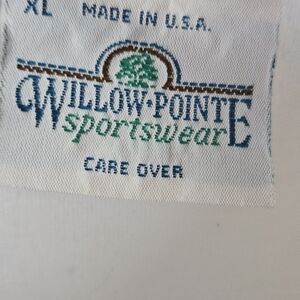 XL MADE IN U.S.A.
WILLOW·POINTE
sportswear
CARE OVER